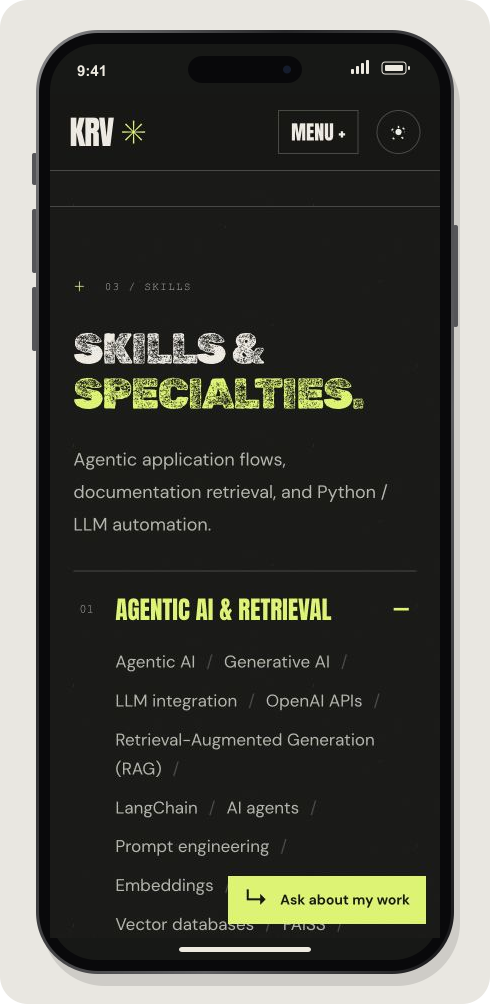 9:41
KRV
MENU +
+ 03 / SKILLS
SKILLS &
SPECIALTIES.
Agentic application flows,
documentation retrieval, and Python /
LLM automation.
01 AGENTIC AI & RETRIEVAL −
Agentic AI / Generative AI /
LLM integration / OpenAI APIs /
Retrieval-Augmented Generation
(RAG) /
LangChain / AI agents /
Prompt engineering /
Embeddings /
Ask about my work
Vector databases / FAISS /